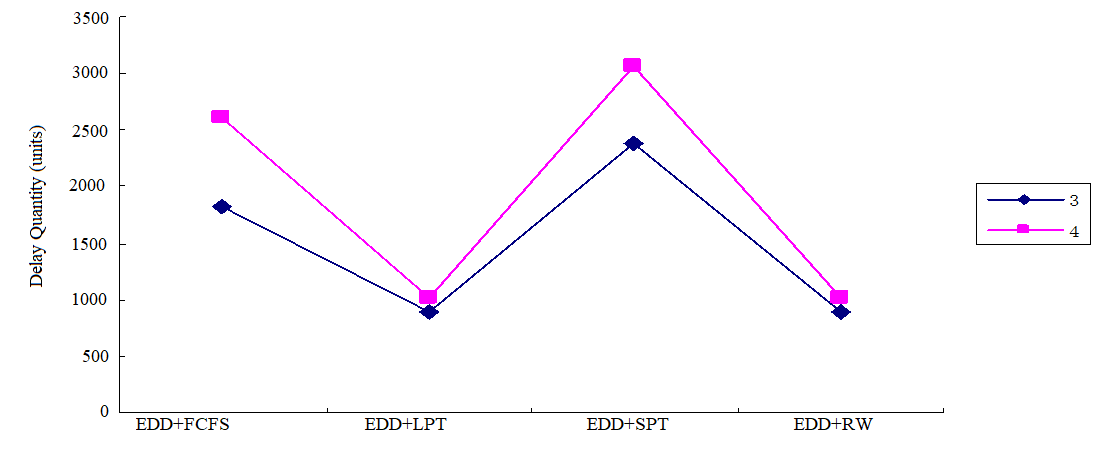 3500
3000
2500
2000
1500
1000
500
0
Delay Quantity (units)
EDD+FCFS
EDD+LPT
EDD+SPT
EDD+RW
3
4